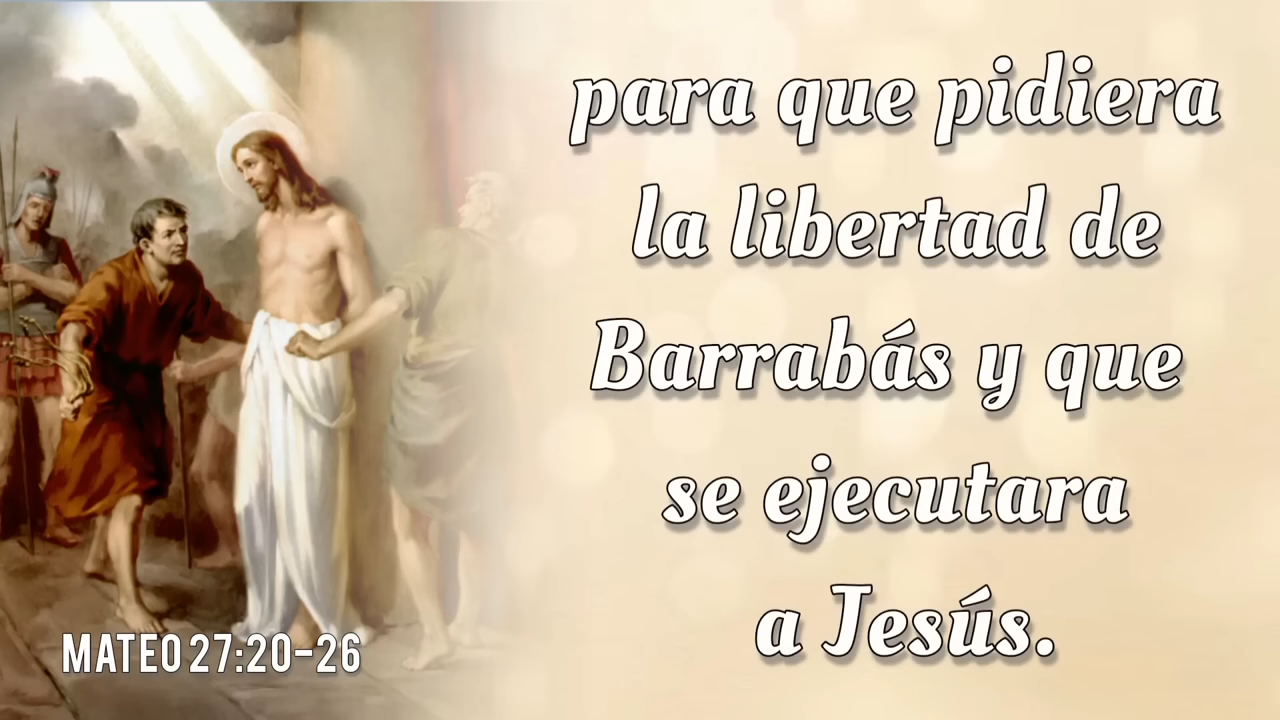 para que pidiera
la libertad de
Barrabás y que
se ejecutara
a Jesús.
MATEO 27:20-26